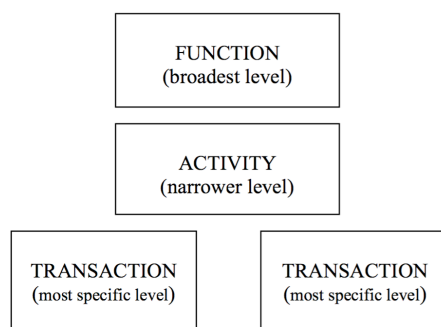 FUNCTION
(broadest level)
ACTIVITY
(narrower level)
TRANSACTION
(most specific level)
TRANSACTION
(most specific level)